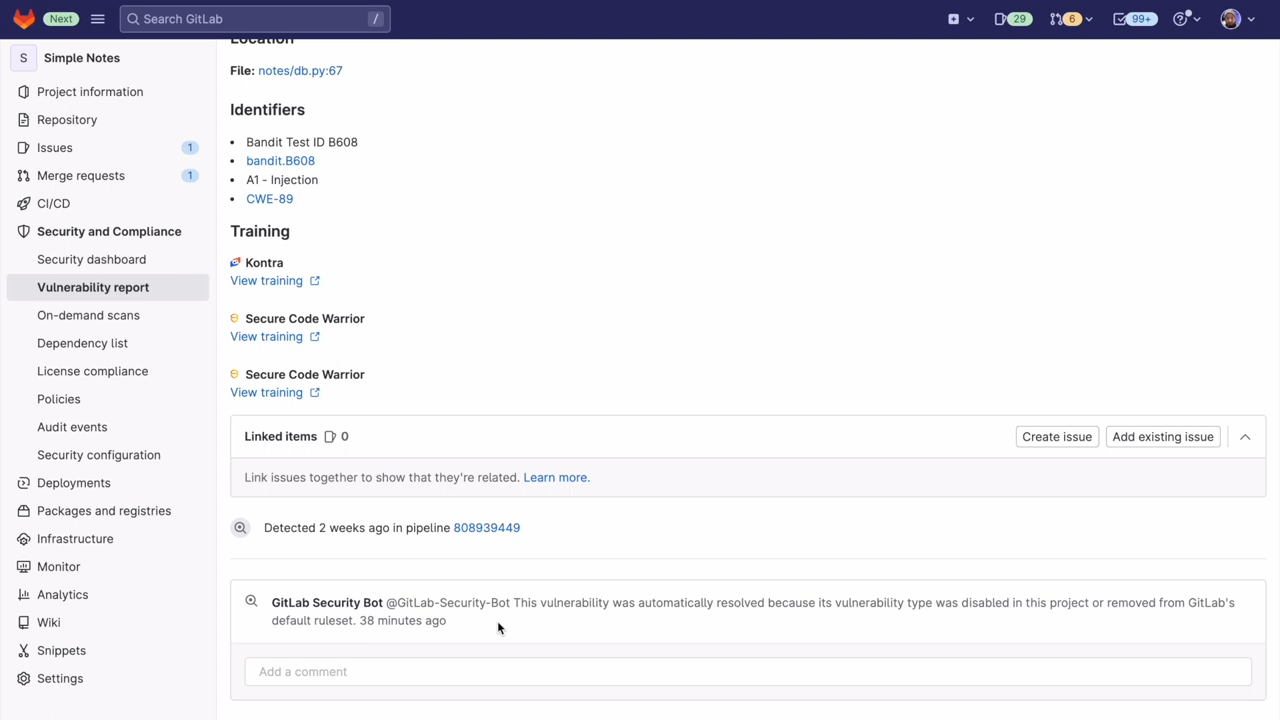 Next
Search GitLab
/
29
6
99+
S
Simple Notes
Project information
Repository
Issues
1
Merge requests
1
CI/CD
Security and Compliance
Security dashboard
Vulnerability report
On-demand scans
Dependency list
License compliance
Policies
Audit events
Security configuration
Deployments
Packages and registries
Infrastructure
Monitor
Analytics
Wiki
Snippets
Settings
Location
File: notes/db.py:67
Identifiers
• Bandit Test ID B608
• bandit.B608
• A1 - Injection
• CWE-89
Training
Kontra
View training
Secure Code Warrior
View training
Secure Code Warrior
View training
Linked items 0
Create issue
Add existing issue
Link issues together to show that they're related. Learn more.
Detected 2 weeks ago in pipeline 808939449
GitLab Security Bot @GitLab-Security-Bot This vulnerability was automatically resolved because its vulnerability type was disabled in this project or removed from GitLab's
default ruleset. 38 minutes ago
Add a comment